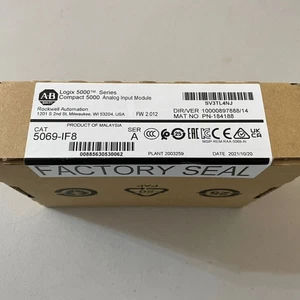 AB
Allen-Bradley
Logix 5000™ Series
Compact 5000 Analog Input Module
Rockwell Automation
1201 S 2nd St, Milwaukee, WI 53204, USA
FW 2.012
SV3TL4NJ
DIR/VER 10000897888/14
MAT NO PN-184188
PRODUCT OF MALAYSIA
CAT
5069-IF8
SER
A
00885630530062
PLANT 2003259
DATE 2021/10/20
FACTORY SEAL